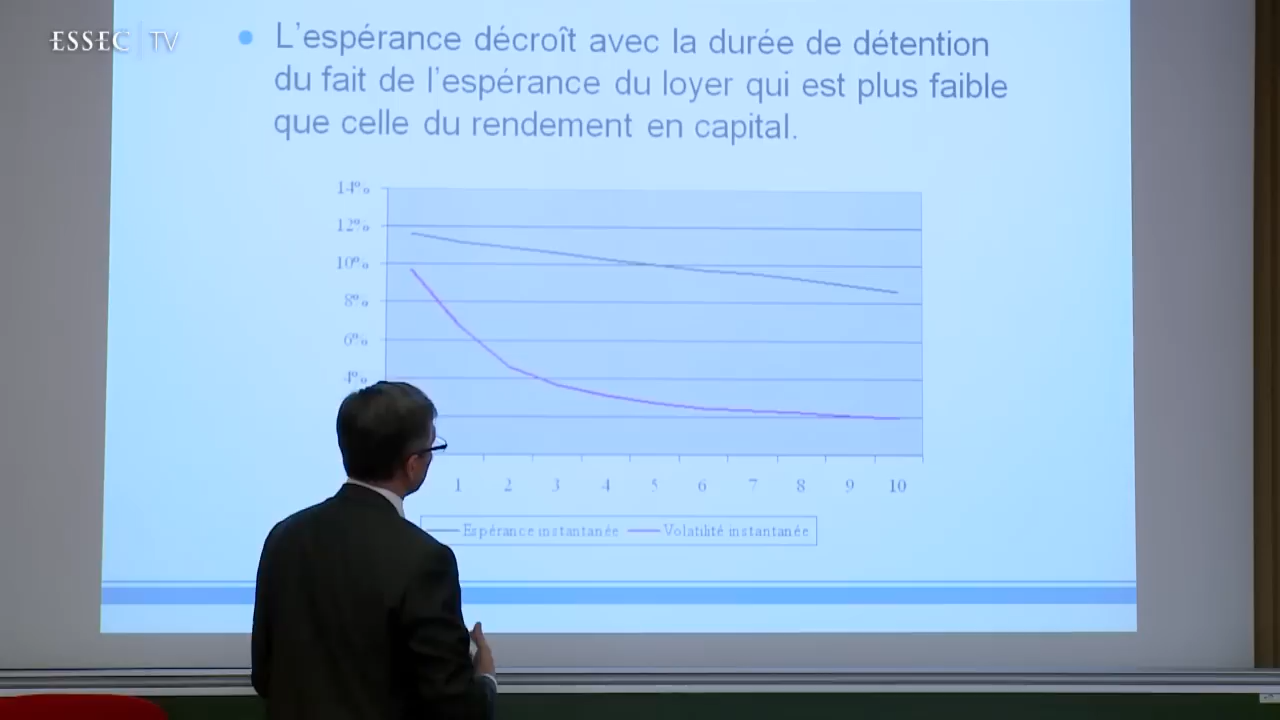 ESSEC TV
L'espérance décroît avec la durée de détention
du fait de l'espérance du loyer qui est plus faible
que celle du rendement en capital.
14%
12%
10%
8%
6%
4%
1 2 3 4 5 6 7 8 9 10
Espérance instantanée Volatilité instantanée